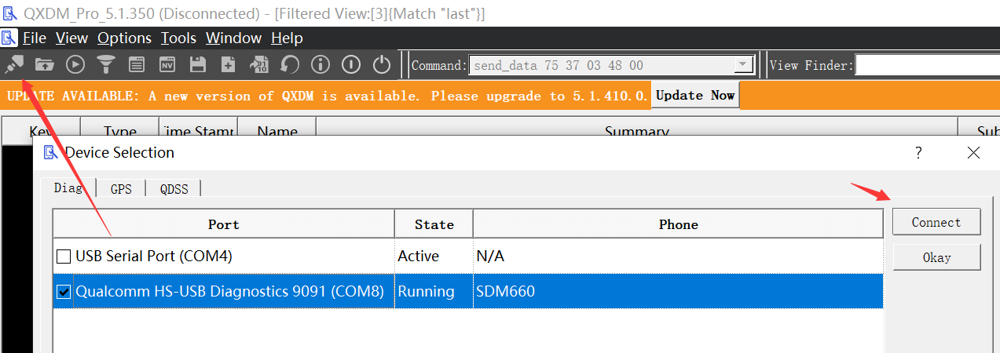 QXDM_Pro_5.1.350 (Disconnected) - [Filtered View:[3]{Match "last"}]
File View Options Tools Window Help
NV 10 Command: send_data 75 37 03 48 00 View Finder:
UPDATE AVAILABLE: A new version of QXDM is available. Please upgrade to 5.1.410.0. Update Now
Key Type ime Stamp Name Summary Sub
Device Selection ?
Diag GPS QDSS
Port State Phone Connect
USB Serial Port (COM4) Active N/A Okay
Qualcomm HS-USB Diagnostics 9091 (COM8) Running SDM660